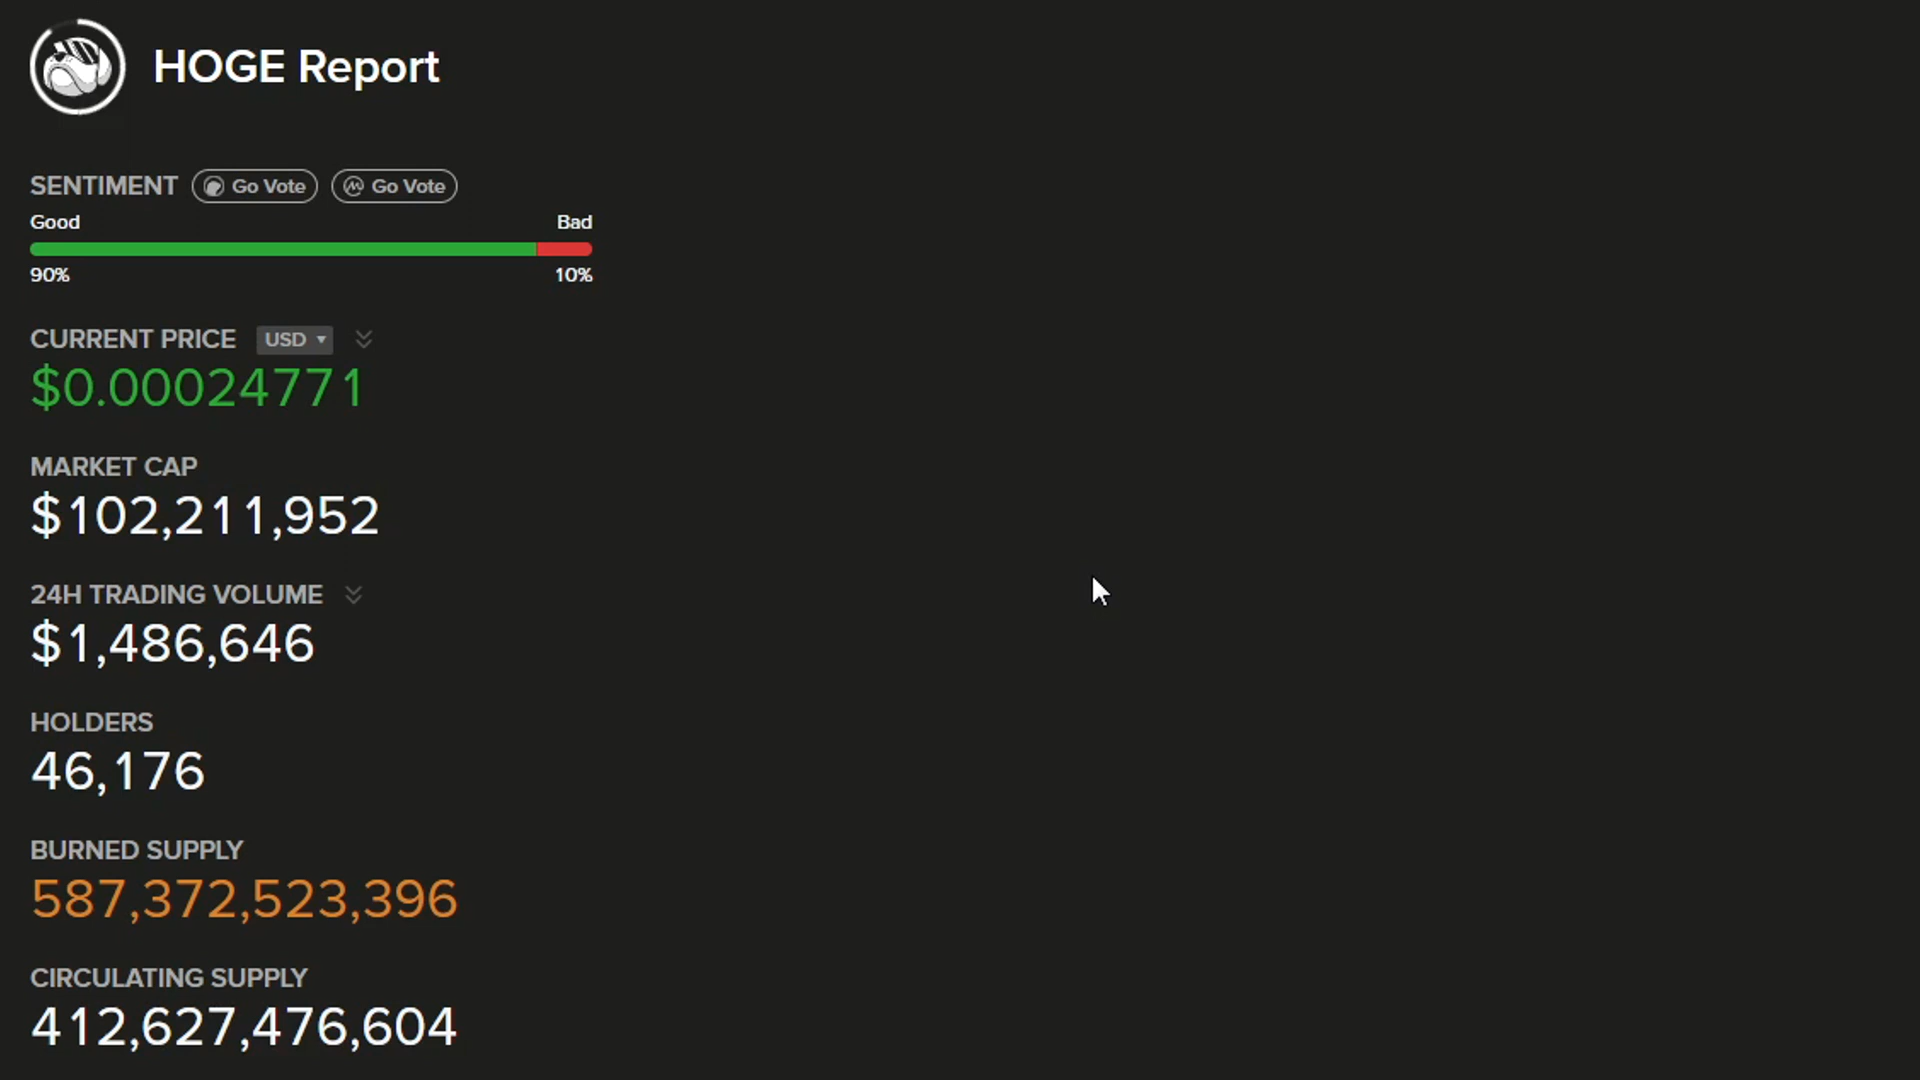 HOGE Report
SENTIMENT Go Vote Go Vote
Good Bad
90% 10%
CURRENT PRICE USD
$0.00024771
MARKET CAP
$102,211,952
24H TRADING VOLUME
$1,486,646
HOLDERS
46,176
BURNED SUPPLY
587,372,523,396
CIRCULATING SUPPLY
412,627,476,604